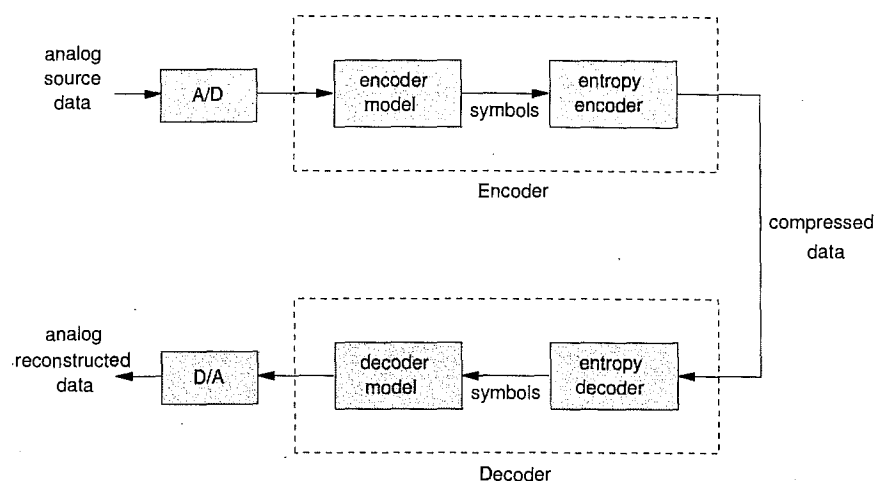 analog
source
data
A/D
encoder
model
symbols
entropy
encoder
Encoder
compressed
data
analog
reconstructed
data
D/A
decoder
model
symbols
entropy
decoder
Decoder